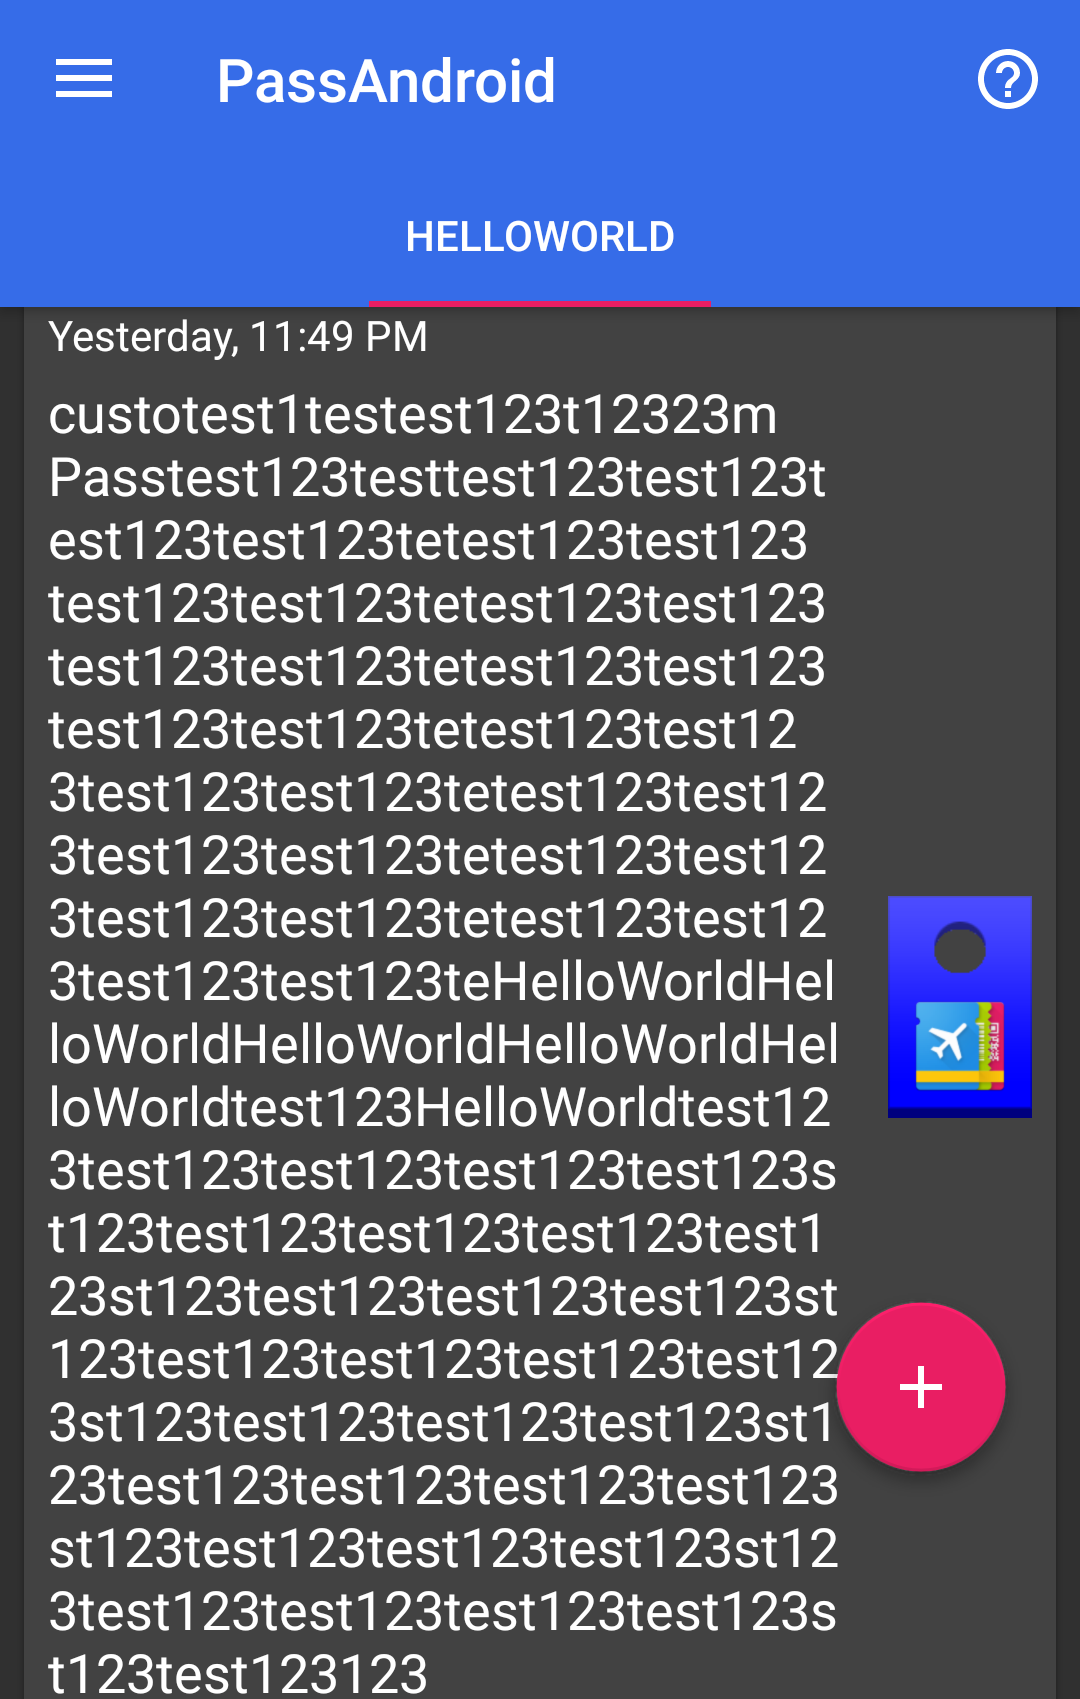 PassAndroid
HELLOWORLD
Yesterday, 11:49 PM
custotest1testest123t12323m
Passtest123testtest123test123t
est123test123tetest123test123
test123test123tetest123test123
test123test123tetest123test123
test123test123tetest123test12
3test123test123tetest123test12
3test123test123tetest123test12
3test123test123tetest123test12
3test123test123teHelloWorldHel
loWorldHelloWorldHelloWorldHel
loWorldtest123HelloWorldtest12
3test123test123test123test123s
t123test123test123test123test1
23st123test123test123test123st
123test123test123test123test12
3st123test123test123test123st1
23test123test123test123test123
st123test123test123test123st12
3test123test123test123test123s
t123test123123